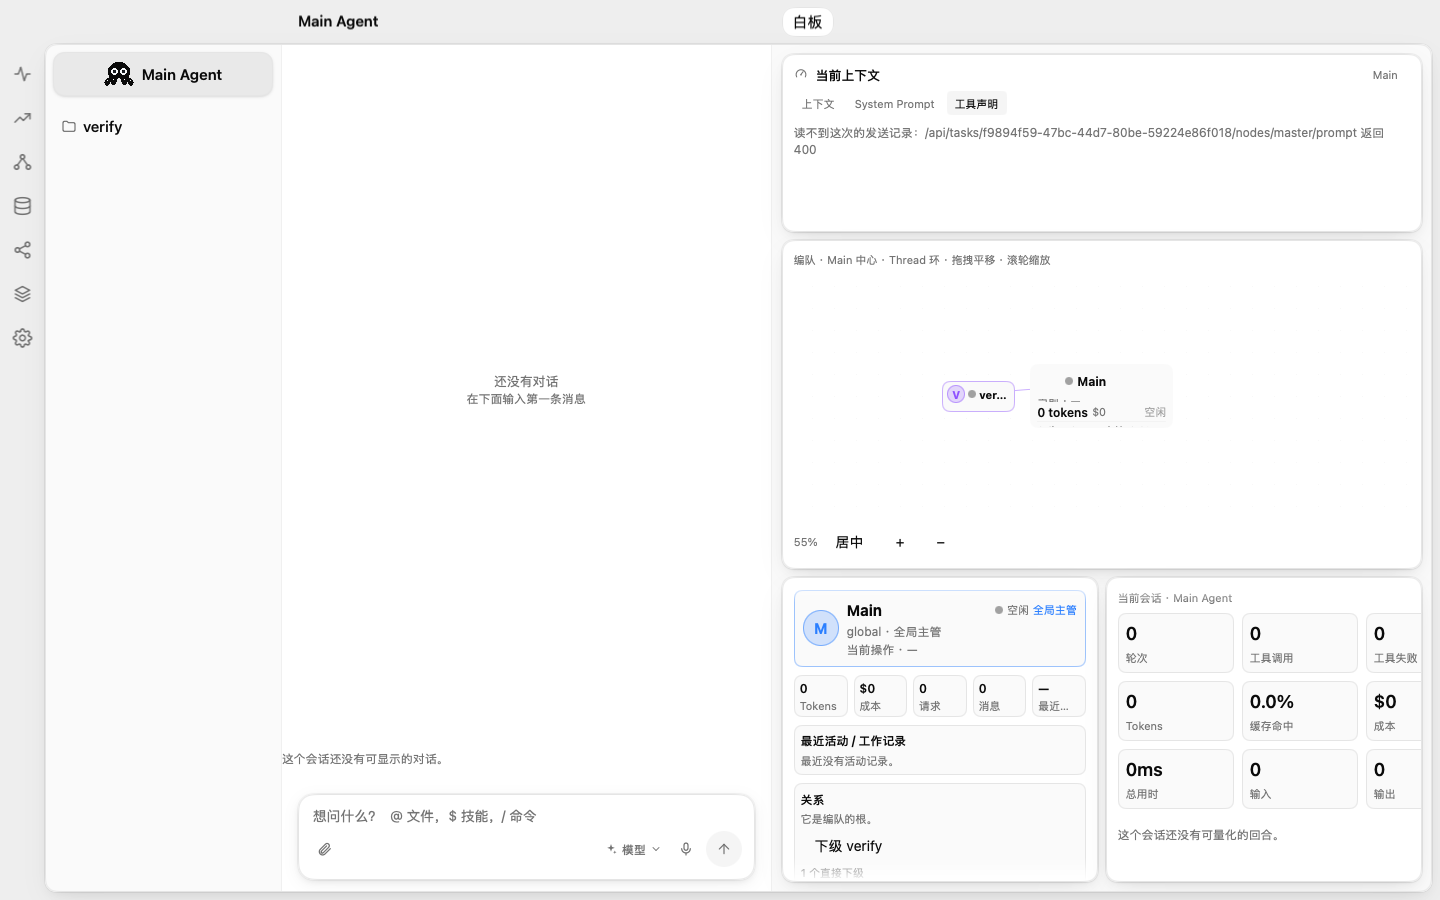 Main Agent
白板
Main Agent
verify
还没有对话
在下面输入第一条消息
这个会话还没有可显示的对话。
想问什么? @ 文件, $ 技能, / 命令
模型
当前上下文
Main
上下文
System Prompt
工具声明
读不到这次的发送记录: /api/tasks/f9894f59-47bc-44d7-80be-59224e86f018/nodes/master/prompt 返回
400
编队 · Main 中心 · Thread 环 · 拖拽平移 · 滚轮缩放
V ver...
Main
0 tokens $0 空闲
55% 居中 + −
M
Main
空闲 全局主管
global · 全局主管
当前操作 · —
0 Tokens
$0 成本
0 请求
0 消息
— 最近...
最近活动 / 工作记录
最近没有活动记录。
关系
它是编队的根。
下级 verify
1 个直接下级
当前会话 · Main Agent
0 轮次
0 工具调用
0 工具失败
0 Tokens
0.0% 缓存命中
$0 成本
0ms 总用时
0 输入
0 输出
这个会话还没有可量化的回合。